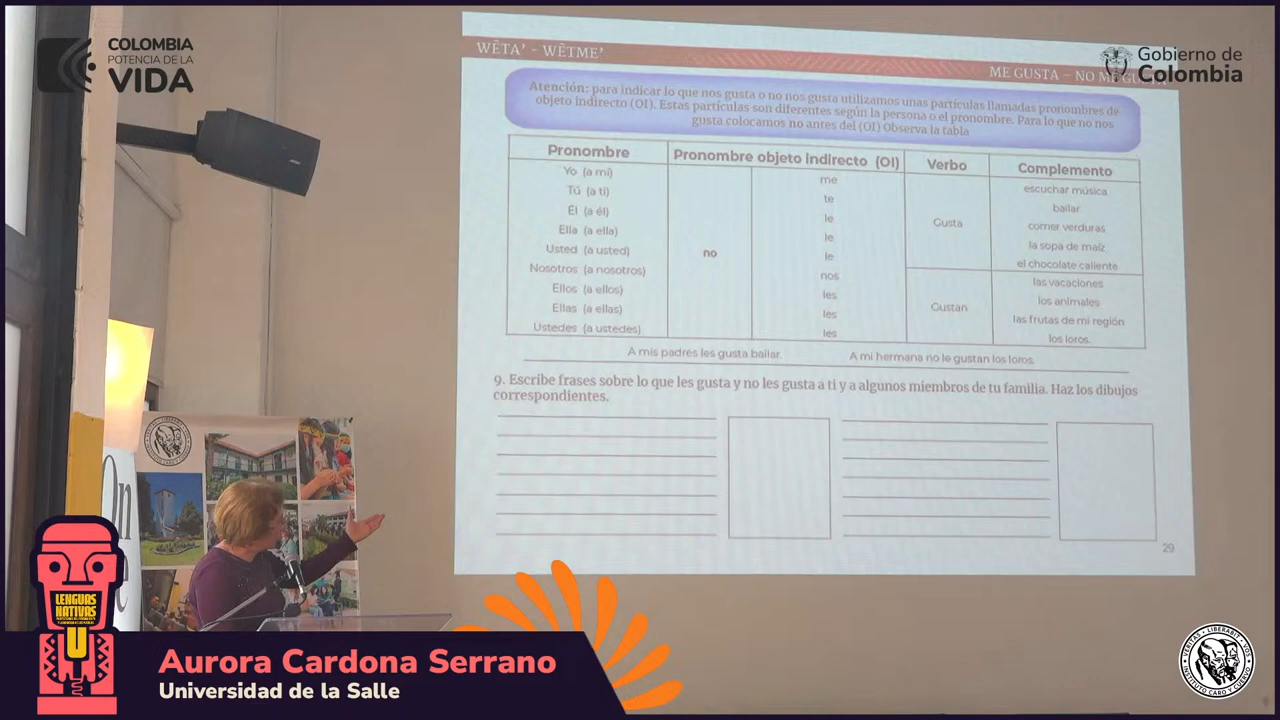 COLOMBIA
POTENCIA DE LA
VIDA
Gobierno de
Colombia
WẼTA' - WẼTME'
ME GUSTA - NO ME GUSTA
Atención: para indicar lo que nos gusta o no nos gusta utilizamos unas partículas llamadas pronombres de
objeto indirecto (OI). Estas partículas son diferentes según la persona o el pronombre. Para lo que no nos
gusta colocamos no antes del (OI) Observa la tabla
Pronombre Pronombre objeto indirecto (OI) Verbo Complemento
Yo (a mí) me escuchar música
Tú (a ti) te bailar
Él (a él) le comer verduras
Ella (a ella) le la sopa de maíz
Usted (a usted) le el chocolate caliente
Nosotros (a nosotros) nos las vacaciones
Ellos (a ellos) les los animales
Ellas (a ellas) les las frutas de mi región
Ustedes (a ustedes) les los loros.
no
Gusta
Gustan
A mis padres les gusta bailar. A mi hermana no le gustan los loros.
9. Escribe frases sobre lo que les gusta y no les gusta a ti y a algunos miembros de tu familia. Haz los dibujos
correspondientes.
29
On
e
LENGUAS
NATIVAS
Aurora Cardona Serrano
Universidad de la Salle
VERITAS LIBERABIT VOS
INSTITUTO CARO Y CUERVO